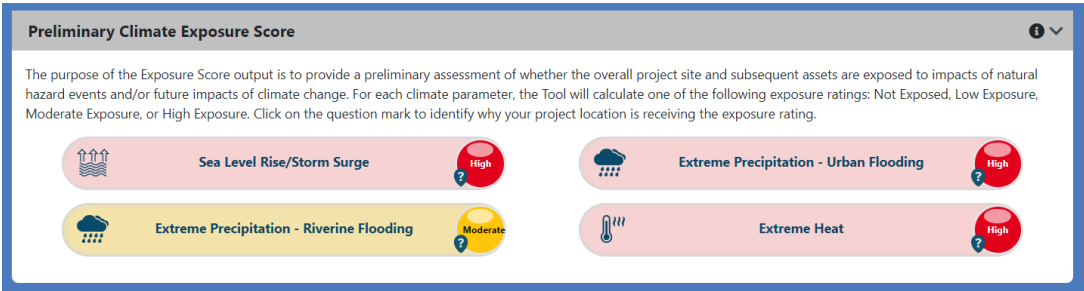 Preliminary Climate Exposure Score
The purpose of the Exposure Score output is to provide a preliminary assessment of whether the overall project site and subsequent assets are exposed to impacts of natural
hazard events and/or future impacts of climate change. For each climate parameter, the Tool will calculate one of the following exposure ratings: Not Exposed, Low Exposure,
Moderate Exposure, or High Exposure. Click on the question mark to identify why your project location is receiving the exposure rating.
Sea Level Rise/Storm Surge
High
?
Extreme Precipitation - Urban Flooding
High
?
Extreme Precipitation - Riverine Flooding
Moderate
?
Extreme Heat
High
?